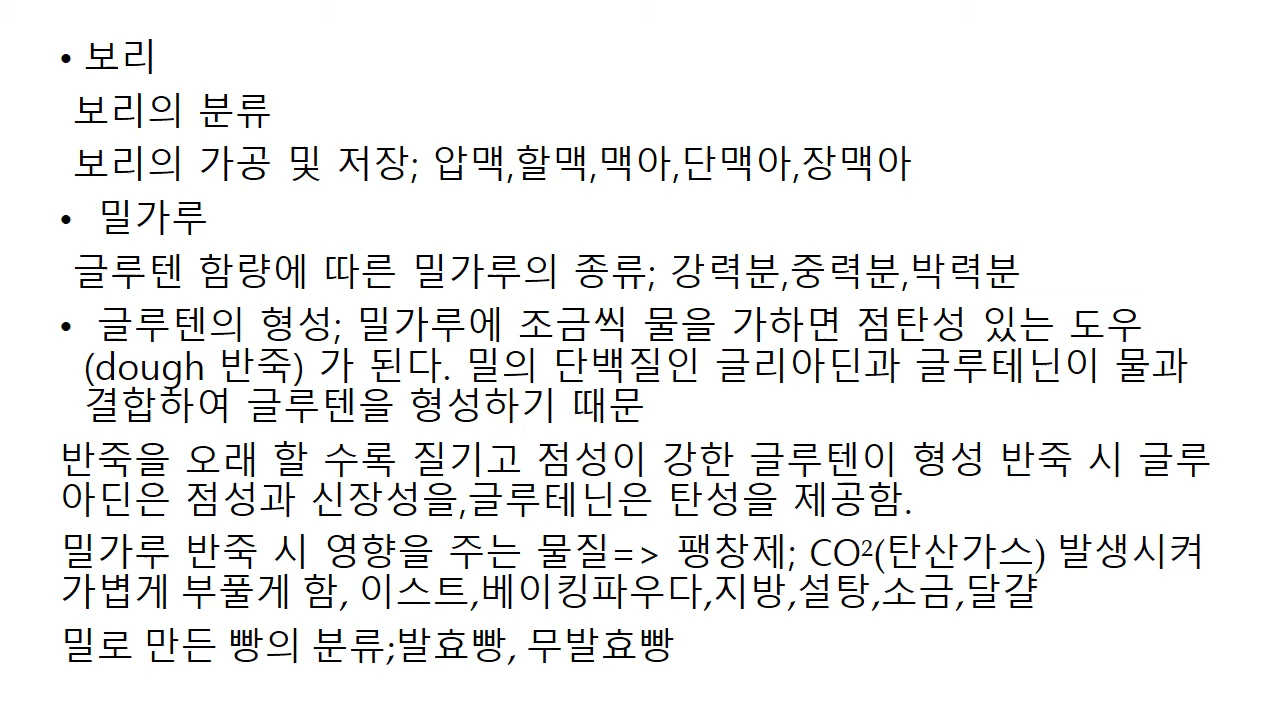 • 보리
보리의 분류
보리의 가공 및 저장; 압맥,할맥,맥아,단맥아,장맥아
• 밀가루
글루텐 함량에 따른 밀가루의 종류; 강력분,중력분,박력분
• 글루텐의 형성; 밀가루에 조금씩 물을 가하면 점탄성 있는 도우
(dough 반죽) 가 된다. 밀의 단백질인 글리아딘과 글루테닌이 물과
결합하여 글루텐을 형성하기 때문
반죽을 오래 할 수록 질기고 점성이 강한 글루텐이 형성 반죽 시 글루
아딘은 점성과 신장성을,글루테닌은 탄성을 제공함.
밀가루 반죽 시 영향을 주는 물질=> 팽창제; CO²(탄산가스) 발생시켜
가볍게 부풀게 함, 이스트,베이킹파우다,지방,설탕,소금,달걀
밀로 만든 빵의 분류;발효빵, 무발효빵